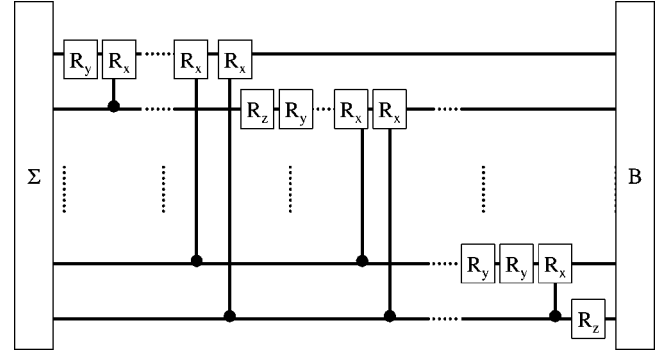 R_y R_x R_x R_x
R_z R_y R_x R_x
Σ B
R_y R_y R_x
R_z